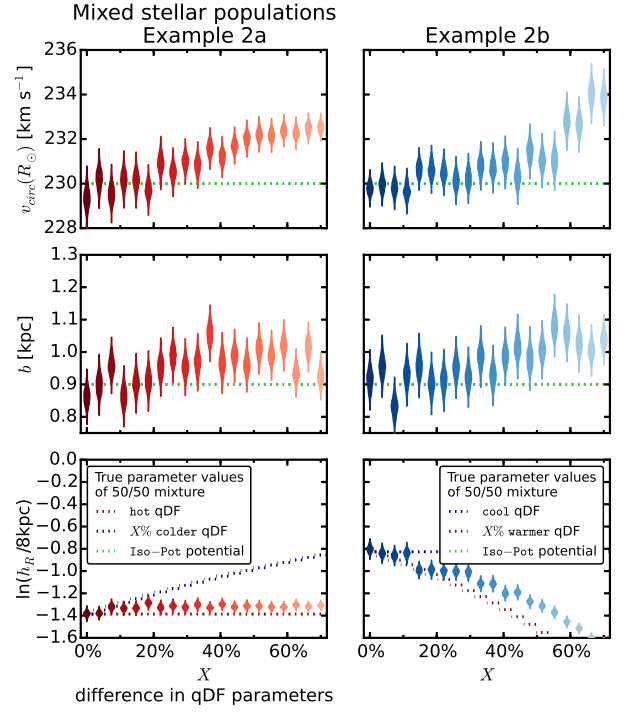 Mixed stellar populations
Example 2a
Example 2b
v_circ(R_⊙) [km s⁻¹]
236
234
232
230
228
b [kpc]
1.3
1.2
1.1
1.0
0.9
0.8
ln(h_R/8kpc)
0.0
−0.2
−0.4
−0.6
−0.8
−1.0
−1.2
−1.4
−1.6
True parameter values
of 50/50 mixture
hot qDF
X% colder qDF
Iso−Pot potential
True parameter values
of 50/50 mixture
cool qDF
X% warmer qDF
Iso−Pot potential
0% 20% 40% 60%
0% 20% 40% 60%
X
X
difference in qDF parameters